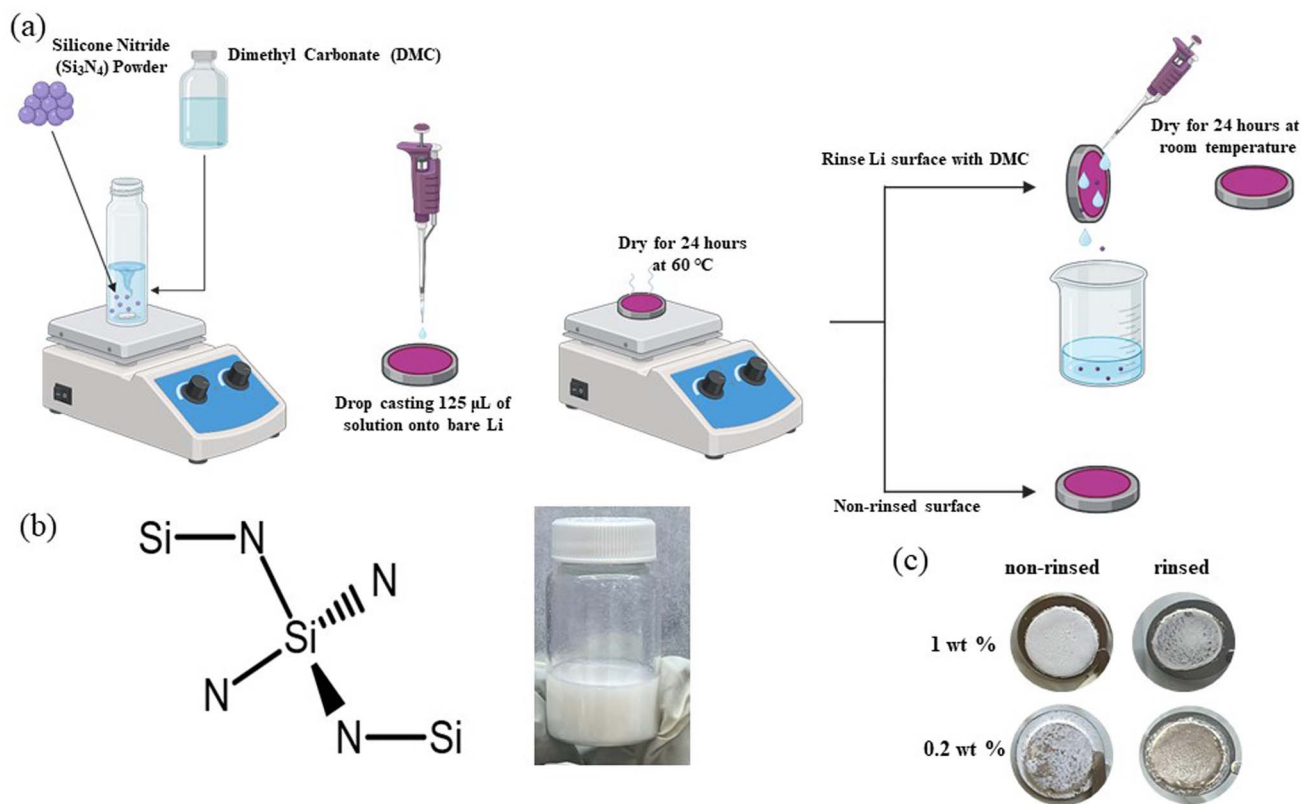 (a)
Silicone Nitride
(Si₃N₄) Powder
Dimethyl Carbonate (DMC)
Drop casting 125 µL of
solution onto bare Li
Dry for 24 hours
at 60 °C
Rinse Li surface with DMC
Dry for 24 hours at
room temperature
Non-rinsed surface
(b)
Si N
N
Si
N
N Si
(c)
non-rinsed rinsed
1 wt %
0.2 wt %